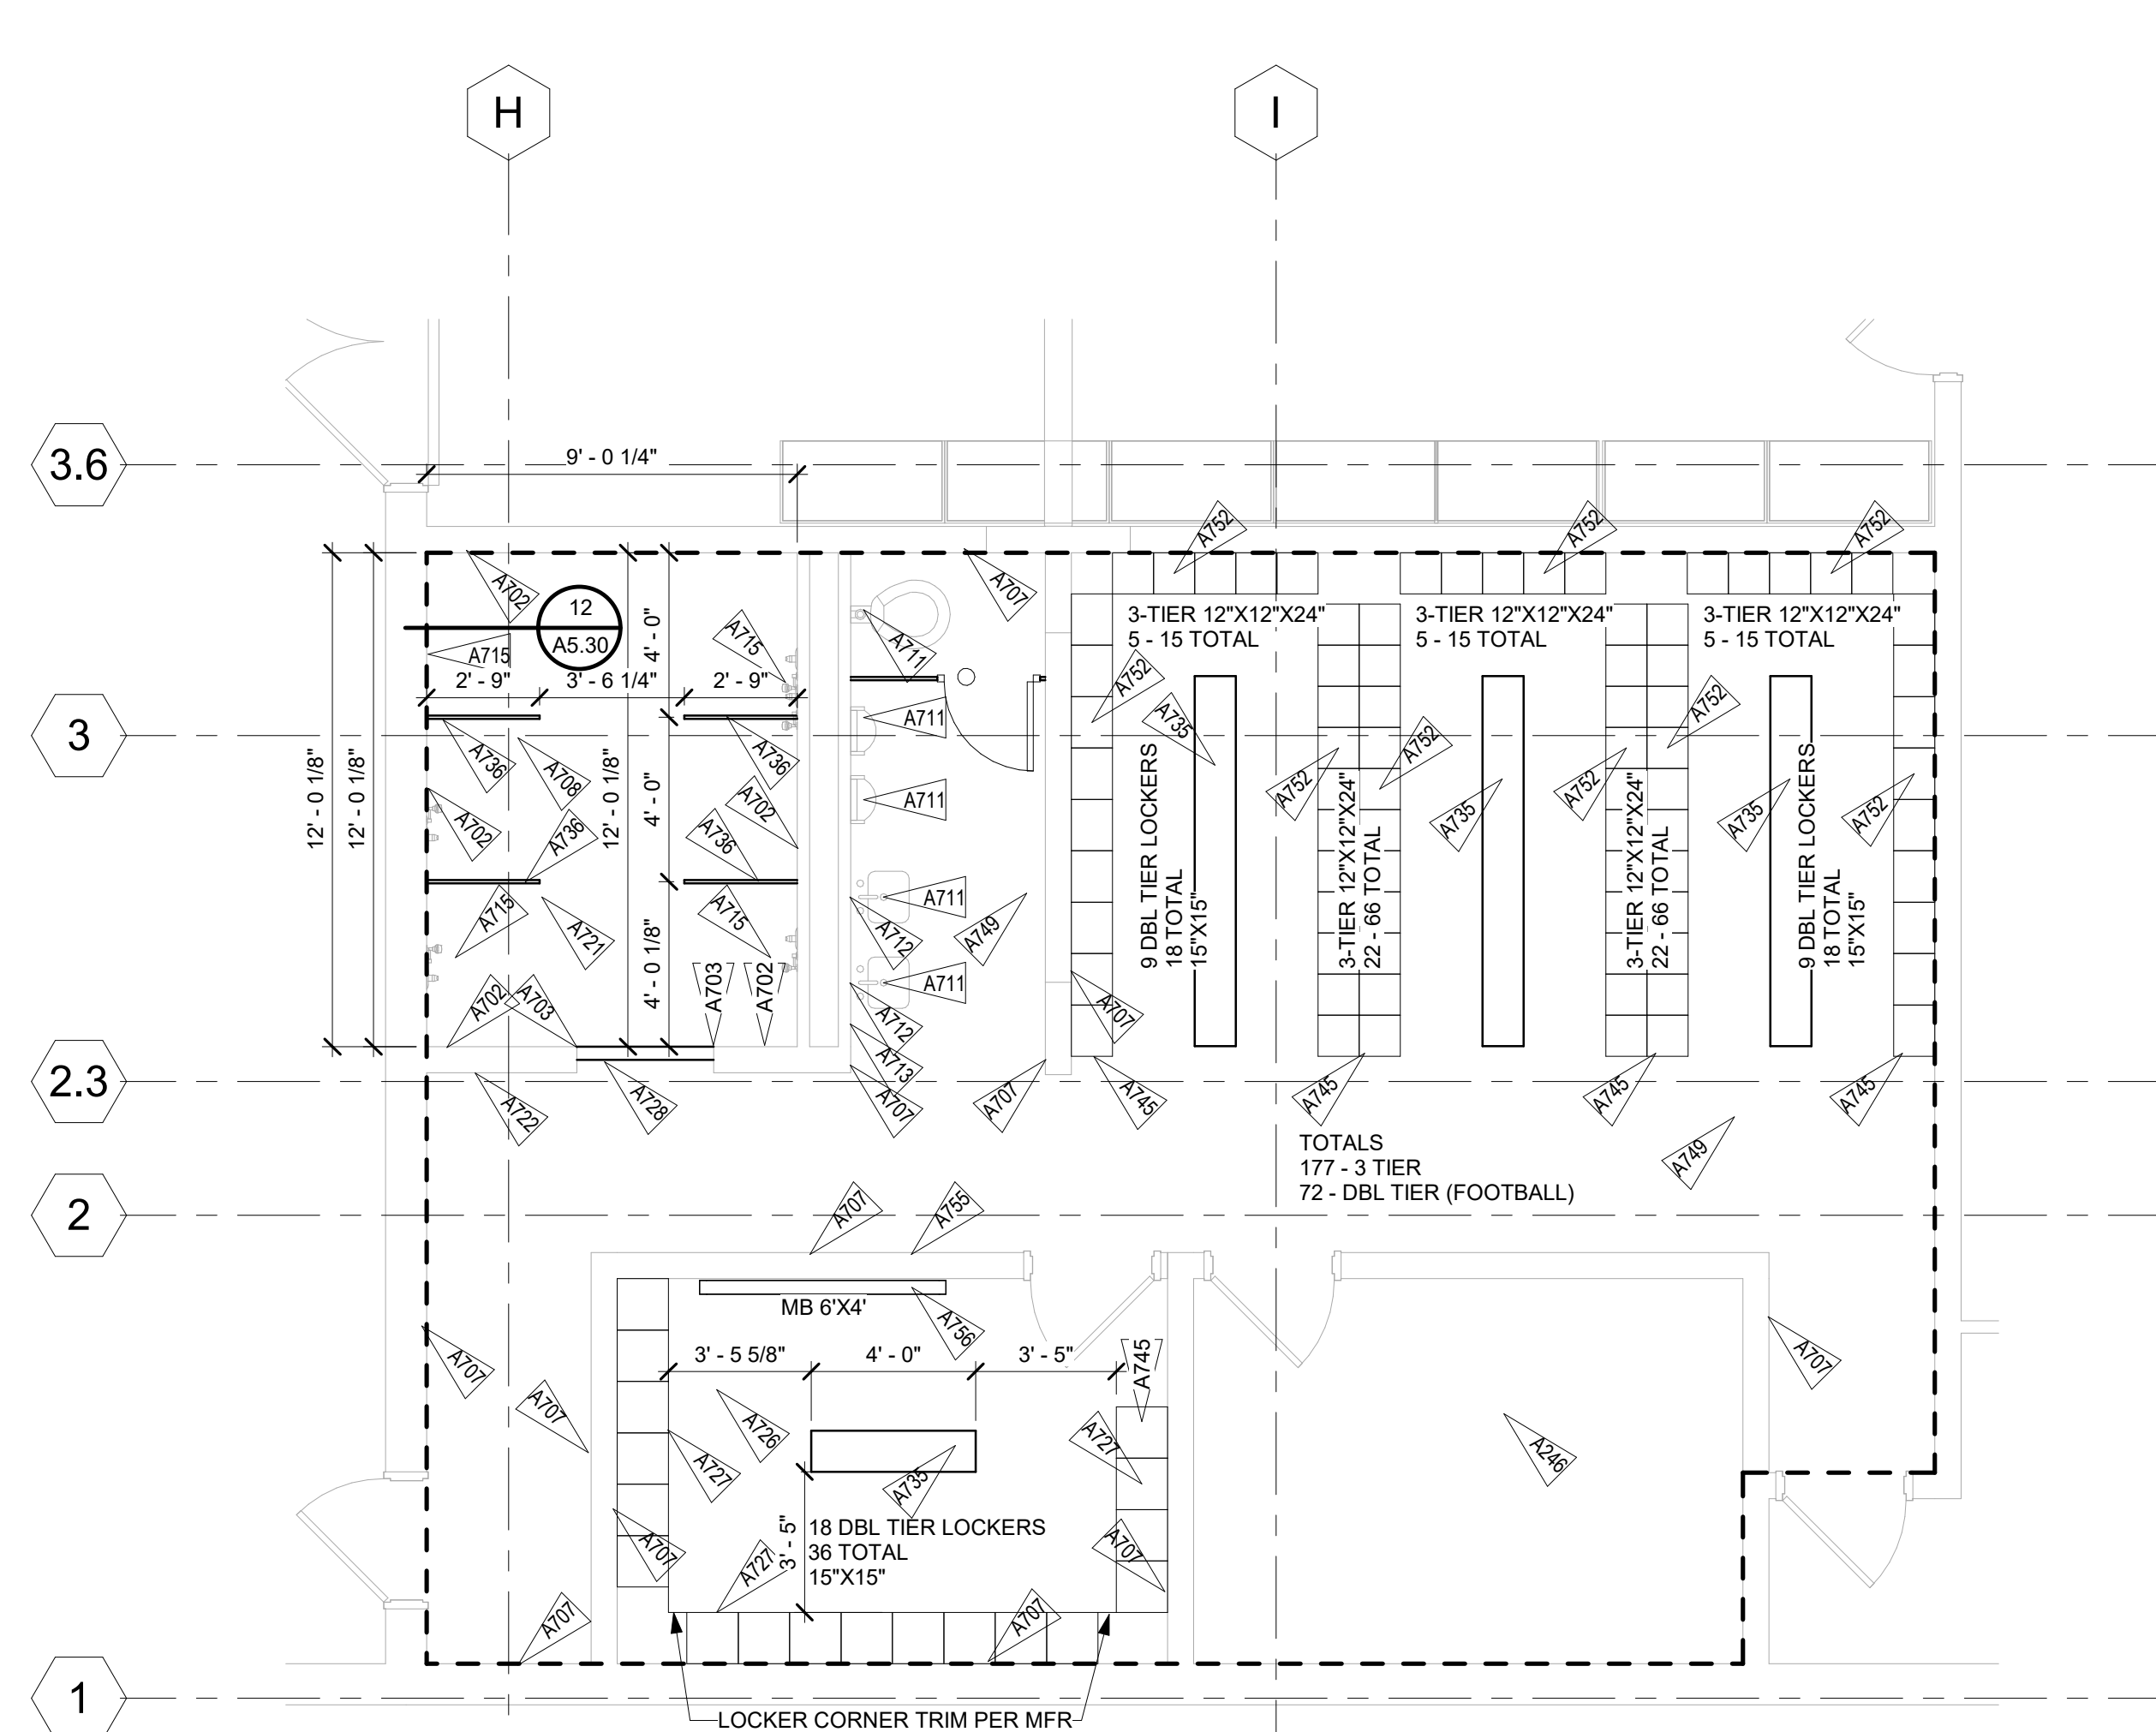 H
I
3.6
9' - 0 1/4"
A752
A752
A752
A702
12
A5.30
A715
A715
A707
A711
4' - 0"
3-TIER 12"X12"X24"
5 - 15 TOTAL
3-TIER 12"X12"X24"
5 - 15 TOTAL
3-TIER 12"X12"X24"
5 - 15 TOTAL
2' - 9"
3' - 6 1/4"
2' - 9"
A752
A735
A752
A752
3
A711
A736
A708
A736
12' - 0 1/8"
12' - 0 1/8"
12' - 0 1/8"
4' - 0"
A702
A736
A702
A736
A711
9 DBL TIER LOCKERS
18 TOTAL
15"X15"
A752
3-TIER 12"X12"X24"
22 - 66 TOTAL
A735
A752
3-TIER 12"X12"X24"
22 - 66 TOTAL
A735
9 DBL TIER LOCKERS
18 TOTAL
15"X15"
A752
A715
A721
A715
A711
A712
A749
A711
4' - 0 1/8"
A703
A702
A702
A703
A712
A713
A707
A707
2.3
A722
A728
A707
A745
A745
A745
A745
TOTALS
177 - 3 TIER
72 - DBL TIER (FOOTBALL)
A749
2
A707
A755
MB 6'X4'
A756
3' - 5 5/8"
4' - 0"
3' - 5"
A745
A707
A707
A707
A726
A727
A727
A735
A246
3' - 5"
18 DBL TIER LOCKERS
36 TOTAL
15"X15"
A707
A727
A707
A707
A707
1
LOCKER CORNER TRIM PER MFR